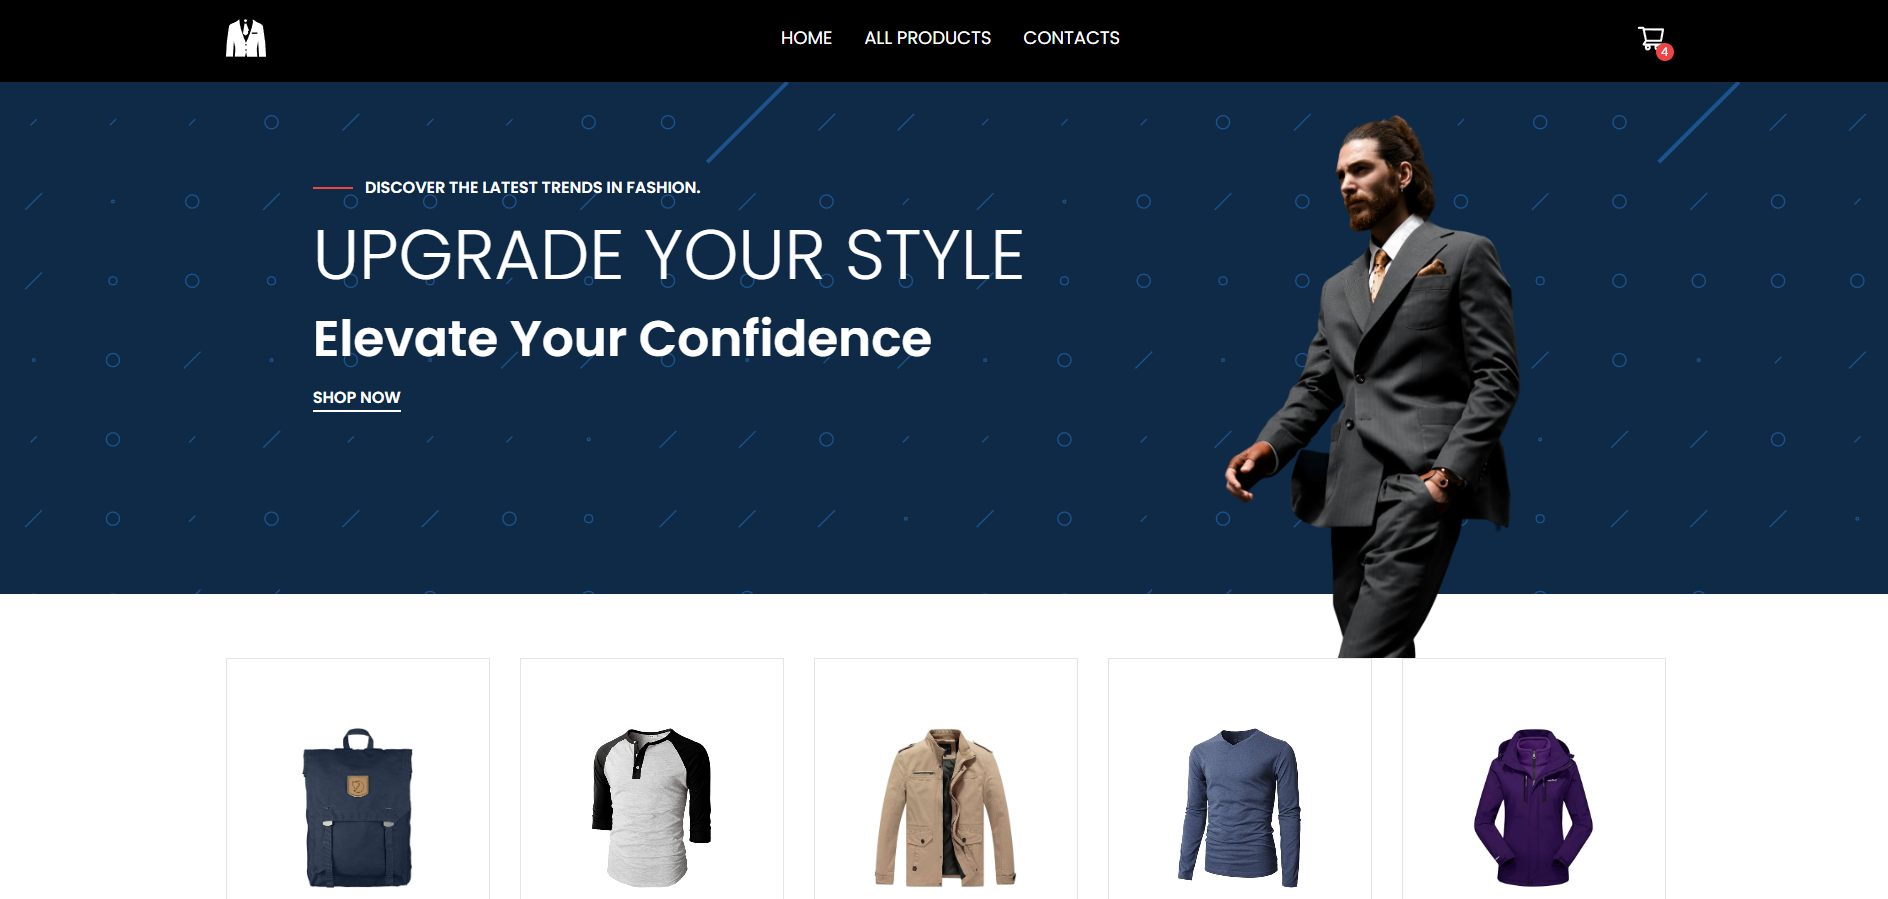 HOME ALL PRODUCTS CONTACTS
4
DISCOVER THE LATEST TRENDS IN FASHION.
UPGRADE YOUR STYLE
Elevate Your Confidence
SHOP NOW